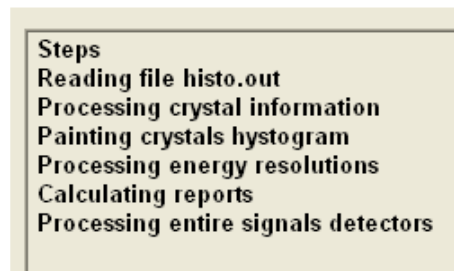 Steps
Reading file histo.out
Processing crystal information
Painting crystals hystogram
Processing energy resolutions
Calculating reports
Processing entire signals detectors